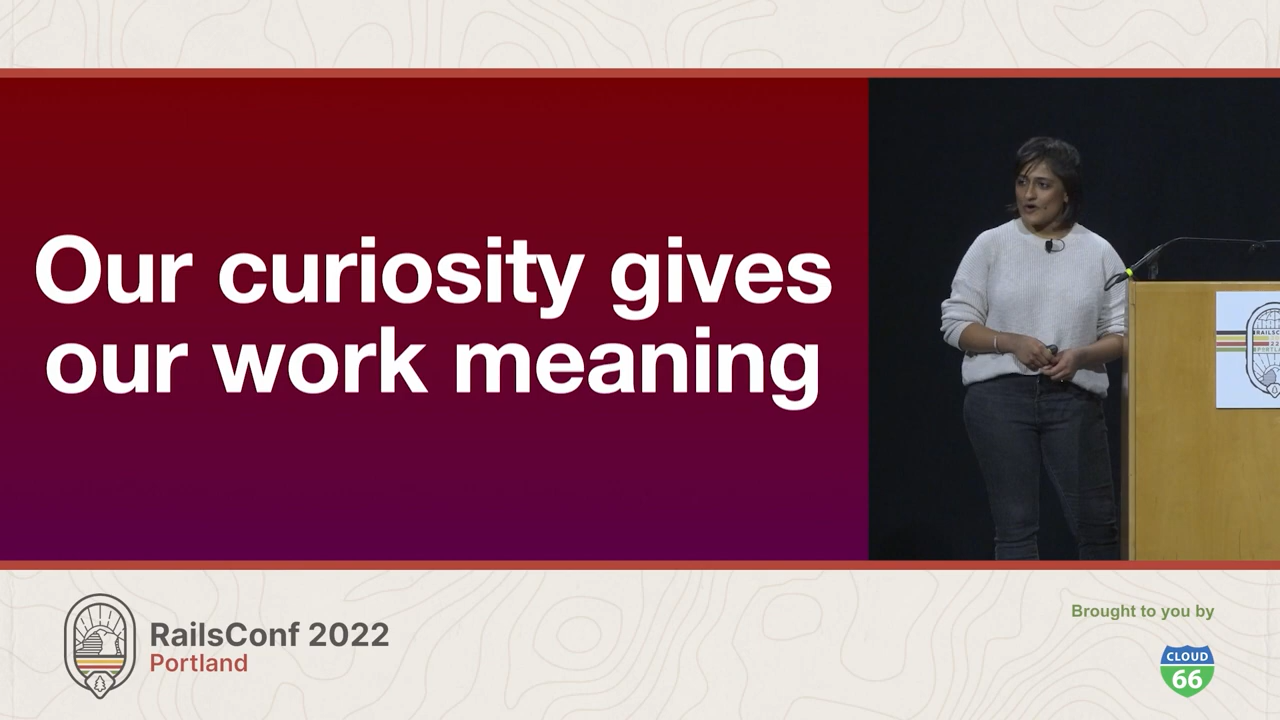 Our curiosity gives
our work meaning
RailsConf 2022
Portland
Brought to you by
CLOUD
66